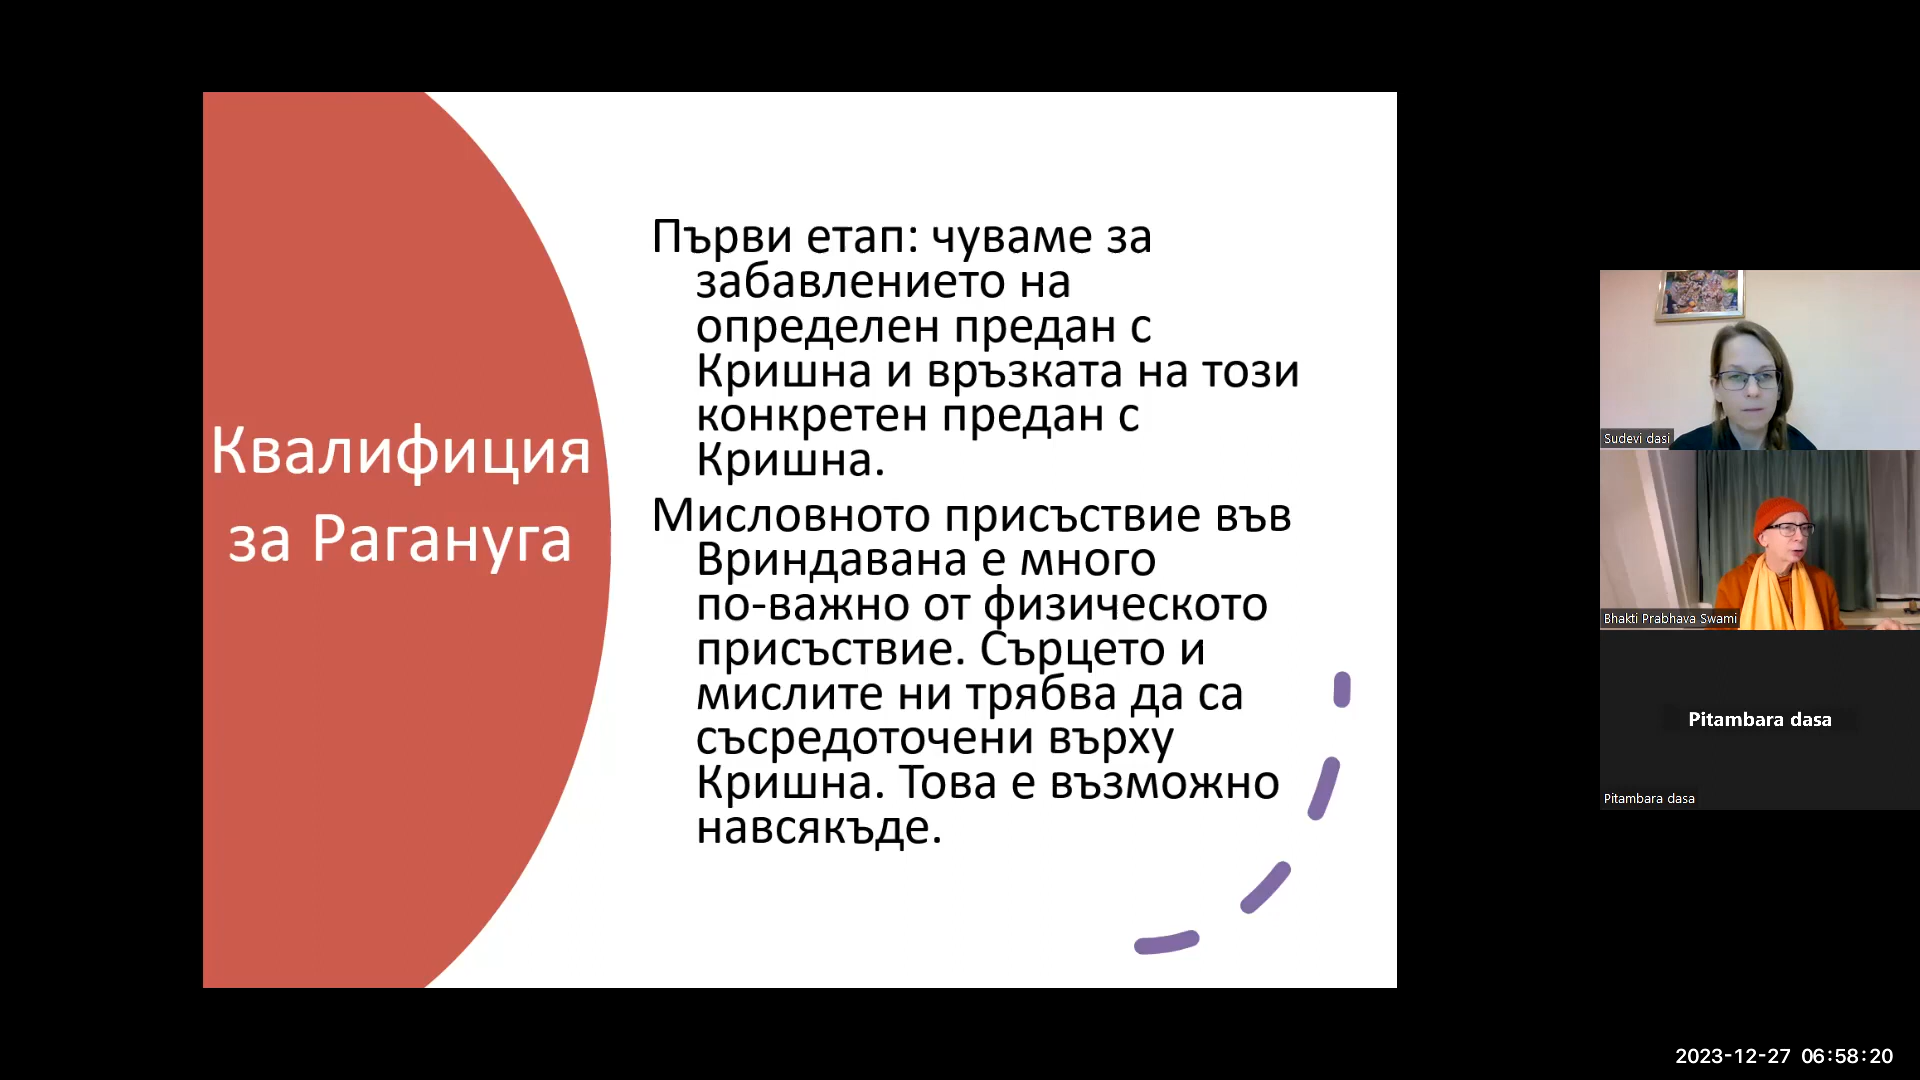 Квалифиция
за Рагануга
Първи етап: чуваме за
забавлението на
определен предан с
Кришна и връзката на този
конкретен предан с
Кришна.
Мисловното присъствие във
Вриндавана е много
по-важно от физическото
присъствие. Сърцето и
мислите ни трябва да са
съсредоточени върху
Кришна. Това е възможно
навсякъде.
Sudevi dasi
Bhakti Prabhava Swami
Pitambara dasa
Pitambara dasa
2023-12-27 06:58:20